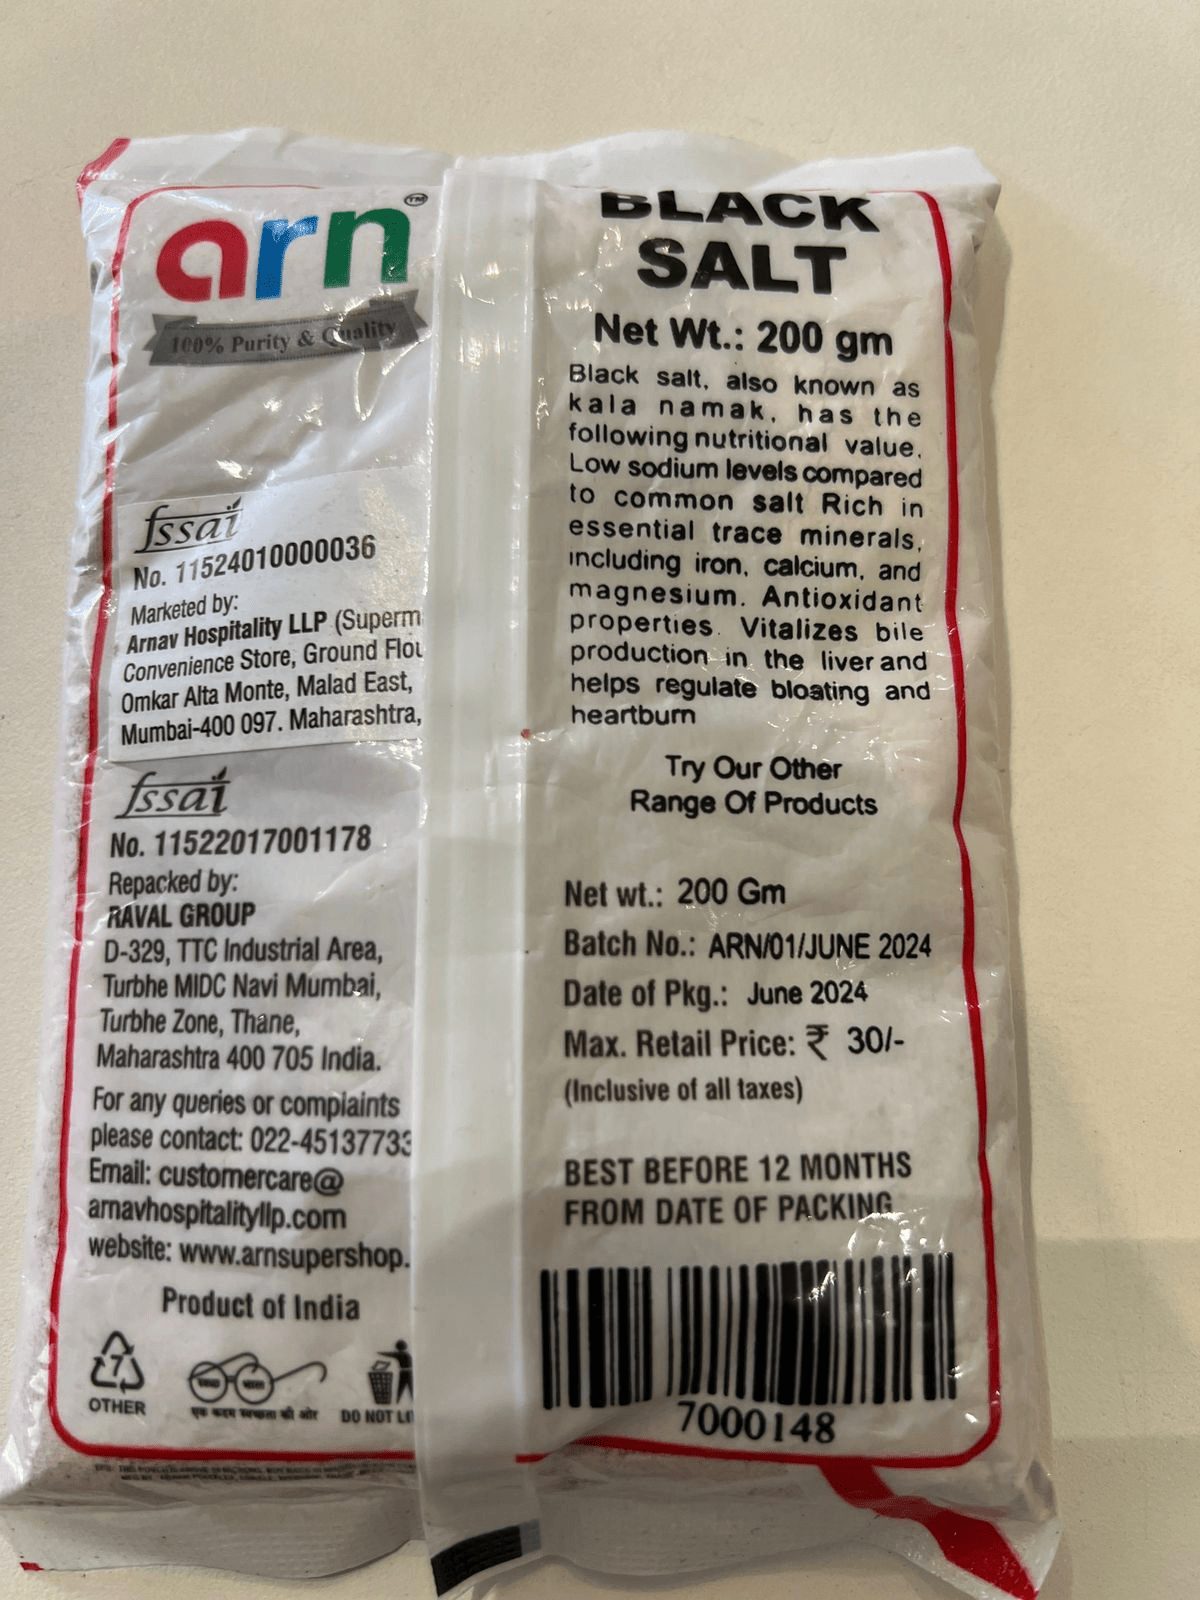 arn™
100% Purity & Quality
fssai
No. 11524010000036
Marketed by:
Arnav Hospitality LLP (Superm
Convenience Store, Ground Flou
Omkar Alta Monte, Malad East,
Mumbai-400 097. Maharashtra,
fssai
No. 11522017001178
Repacked by:
RAVAL GROUP
D-329, TTC Industrial Area,
Turbhe MIDC Navi Mumbai,
Turbhe Zone, Thane,
Maharashtra 400 705 India.
For any queries or complaints
please contact: 022-45137733
Email: customercare@
arnavhospitalityllp.com
website: www.arnsupershop.
Product of India
7
OTHER
एक कदम स्वच्छता की ओर
DO NOT LI
BLACK
SALT
Net Wt.: 200 gm
Black salt, also known as
kala namak, has the
following nutritional value.
Low sodium levels compared
to common salt Rich in
essential trace minerals,
including iron, calcium, and
magnesium. Antioxidant
properties. Vitalizes bile
production in the liver and
helps regulate bloating and
heartburn
Try Our Other
Range Of Products
Net wt.: 200 Gm
Batch No.: ARN/01/JUNE 2024
Date of Pkg.: June 2024
Max. Retail Price: ₹ 30/-
(Inclusive of all taxes)
BEST BEFORE 12 MONTHS
FROM DATE OF PACKING
7000148